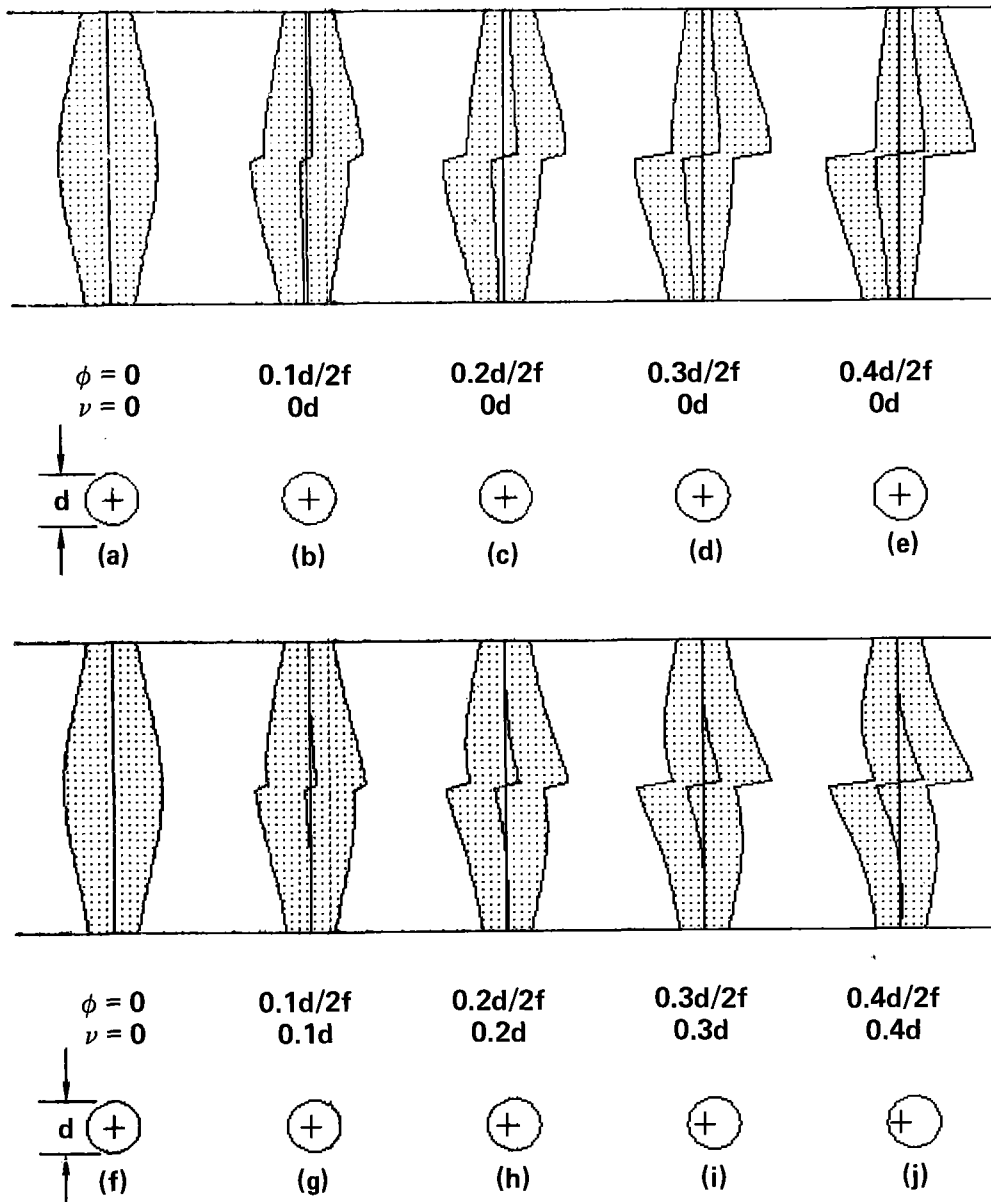 ϕ = 0 0.1d/2f 0.2d/2f 0.3d/2f 0.4d/2f
ν = 0 0d 0d 0d 0d
d
(a) (b) (c) (d) (e)
ϕ = 0 0.1d/2f 0.2d/2f 0.3d/2f 0.4d/2f
ν = 0 0.1d 0.2d 0.3d 0.4d
d
(f) (g) (h) (i) (j)